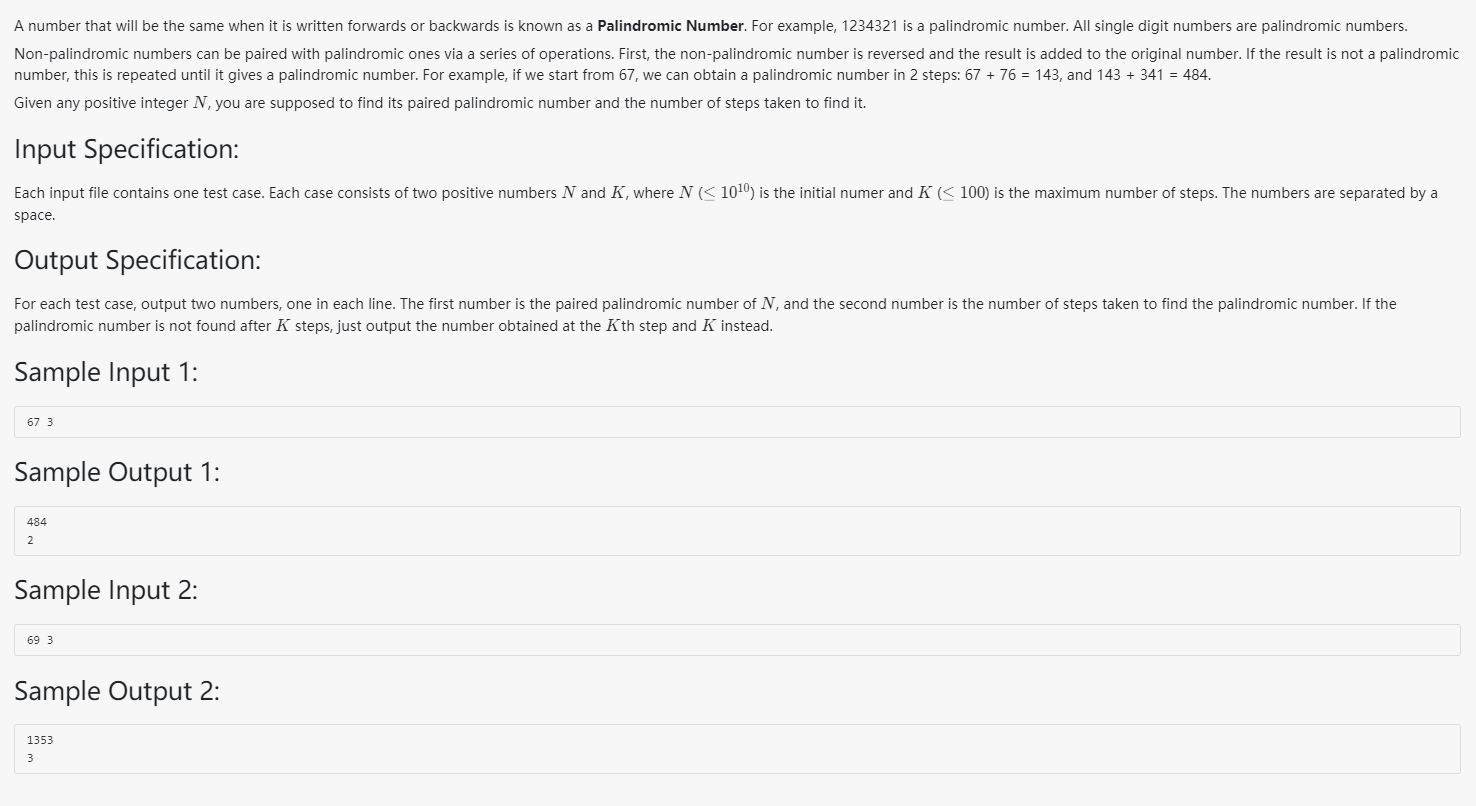 A number that will be the same when it is written forwards or backwards is known as a Palindromic Number. For example, 1234321 is a palindromic number. All single digit numbers are palindromic numbers.
Non-palindromic numbers can be paired with palindromic ones via a series of operations. First, the non-palindromic number is reversed and the result is added to the original number. If the result is not a palindromic
number, this is repeated until it gives a palindromic number. For example, if we start from 67, we can obtain a palindromic number in 2 steps: 67 + 76 = 143, and 143 + 341 = 484.
Given any positive integer N, you are supposed to find its paired palindromic number and the number of steps taken to find it.
Input Specification:
Each input file contains one test case. Each case consists of two positive numbers N and K, where N (≤ 10¹⁰) is the initial numer and K (≤ 100) is the maximum number of steps. The numbers are separated by a
space.
Output Specification:
For each test case, output two numbers, one in each line. The first number is the paired palindromic number of N, and the second number is the number of steps taken to find the palindromic number. If the
palindromic number is not found after K steps, just output the number obtained at the Kth step and K instead.
Sample Input 1:
67 3
Sample Output 1:
484
2
Sample Input 2:
69 3
Sample Output 2:
1353
3